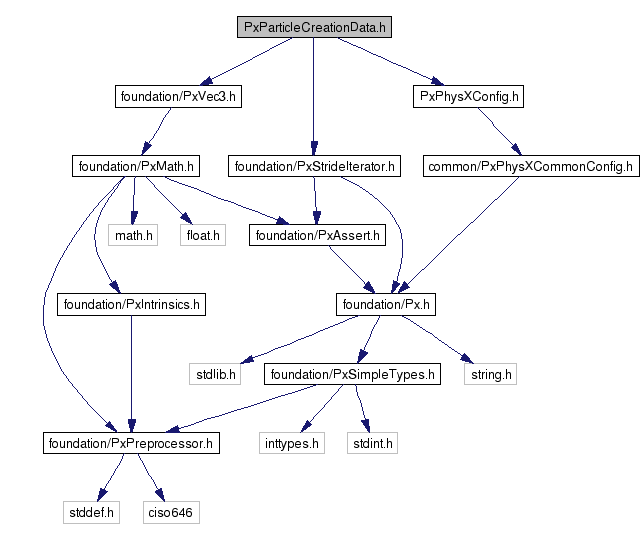 PxParticleCreationData.h
foundation/PxVec3.h
PxPhysXConfig.h
foundation/PxMath.h
foundation/PxStrideIterator.h
common/PxPhysXCommonConfig.h
math.h
float.h
foundation/PxAssert.h
foundation/PxIntrinsics.h
foundation/Px.h
stdlib.h
foundation/PxSimpleTypes.h
string.h
foundation/PxPreprocessor.h
inttypes.h
stdint.h
stddef.h
ciso646